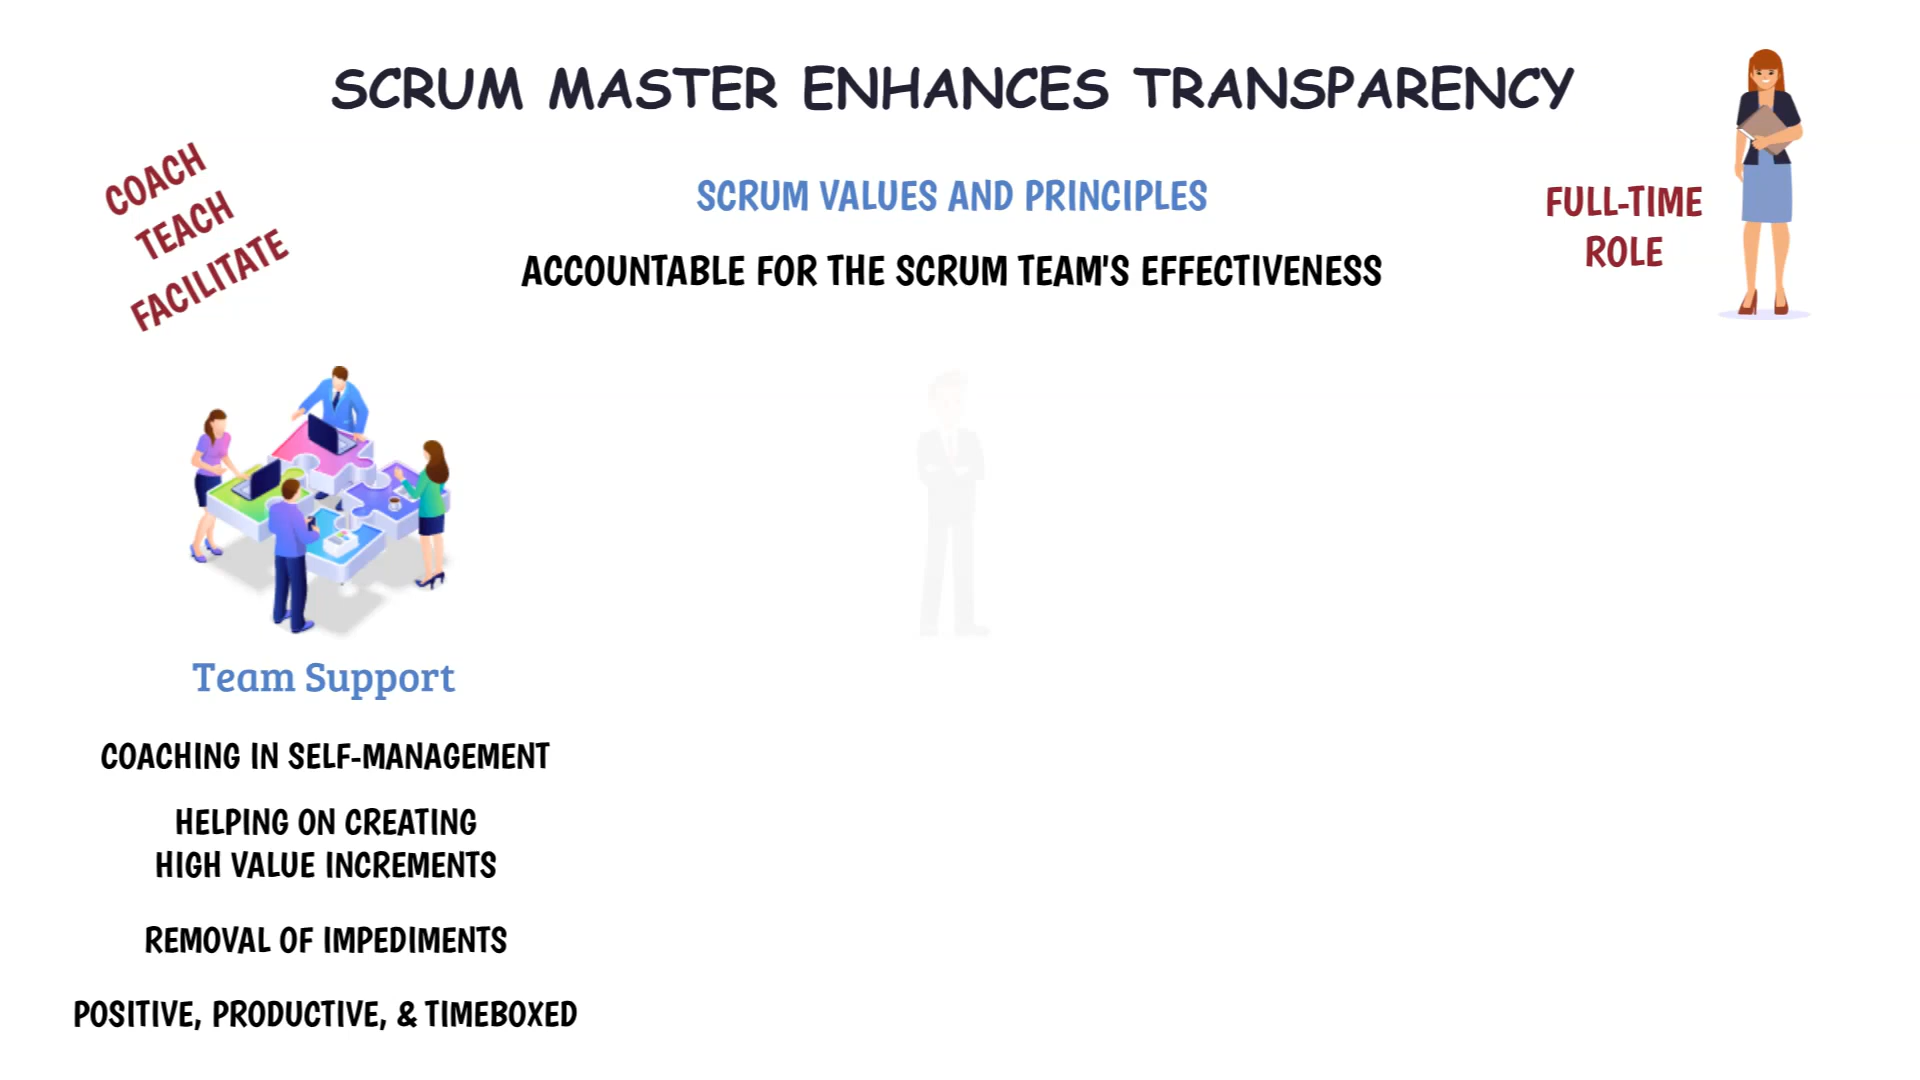 SCRUM MASTER ENHANCES TRANSPARENCY
COACH
TEACH
FACILITATE
SCRUM VALUES AND PRINCIPLES
ACCOUNTABLE FOR THE SCRUM TEAM'S EFFECTIVENESS
FULL-TIME
ROLE
Team Support
COACHING IN SELF-MANAGEMENT
HELPING ON CREATING
HIGH VALUE INCREMENTS
REMOVAL OF IMPEDIMENTS
POSITIVE, PRODUCTIVE, & TIMEBOXED